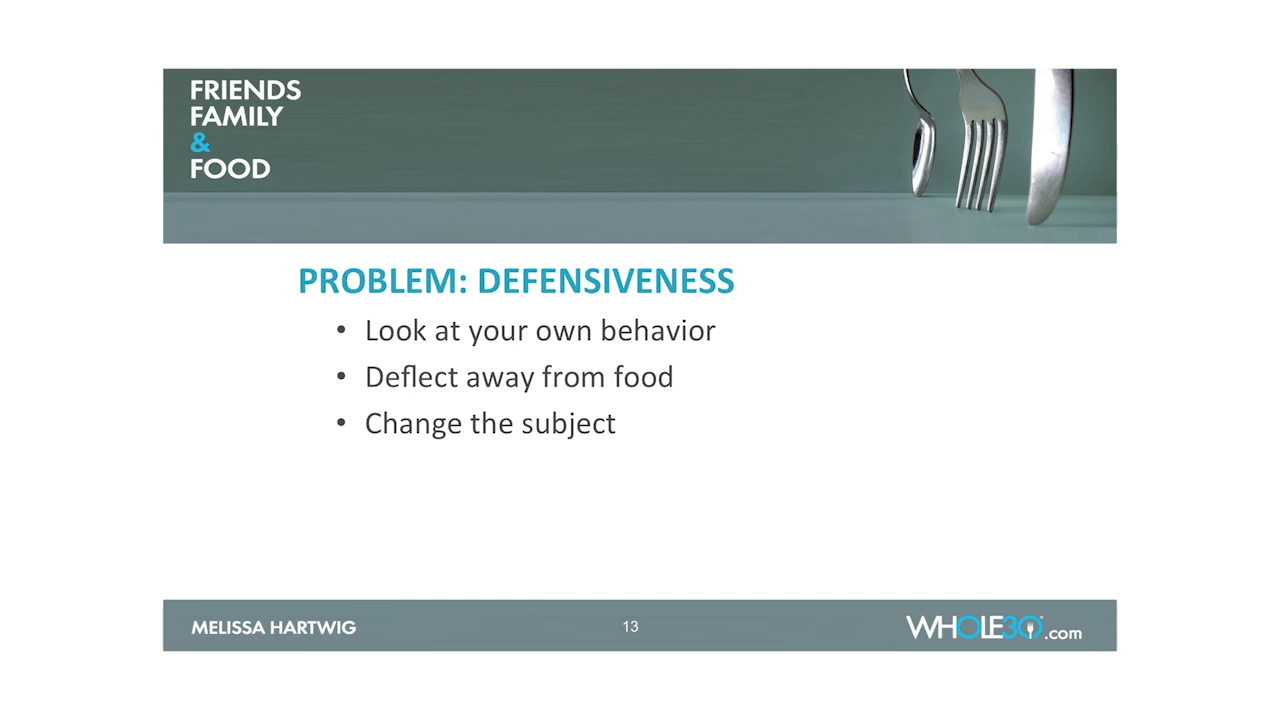 FRIENDS
FAMILY
&
FOOD
PROBLEM: DEFENSIVENESS
• Look at your own behavior
• Deflect away from food
• Change the subject
MELISSA HARTWIG
13
WHOLE30.com